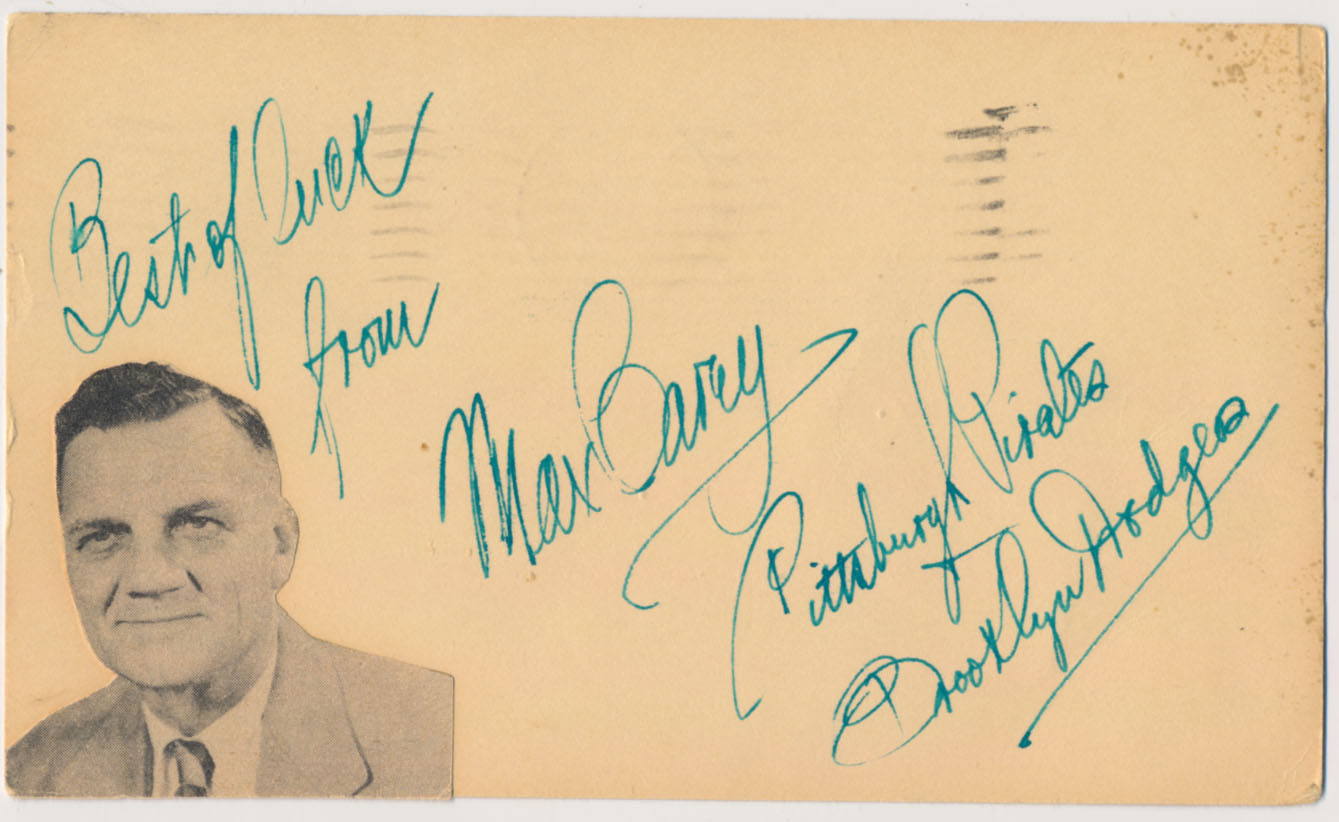 Best of luck
from
Max Carey
Pittsburgh Pirates
Brooklyn Dodgers